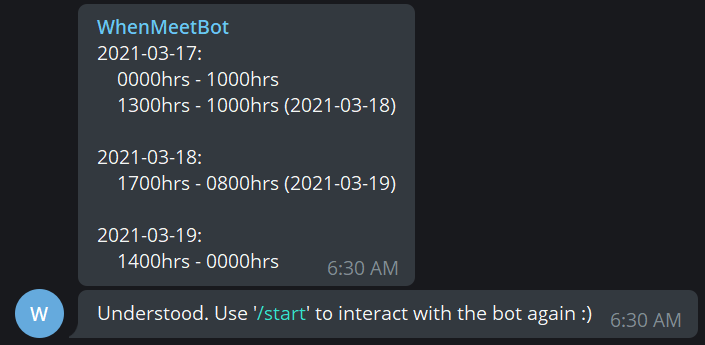 WhenMeetBot
2021-03-17:
0000hrs - 1000hrs
1300hrs - 1000hrs (2021-03-18)
2021-03-18:
1700hrs - 0800hrs (2021-03-19)
2021-03-19:
1400hrs - 0000hrs
6:30 AM
W
Understood. Use '/start' to interact with the bot again :)
6:30 AM